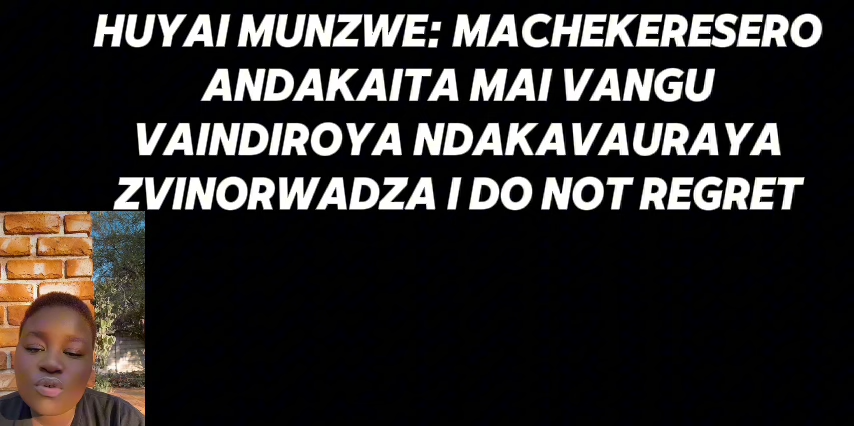 HUYAI MUNZWE: MACHEKERESERO
ANDAKAITA MAI VANGU
VAINDIROYA NDAKAVAURAYA
ZVINORWADZA I DO NOT REGRET